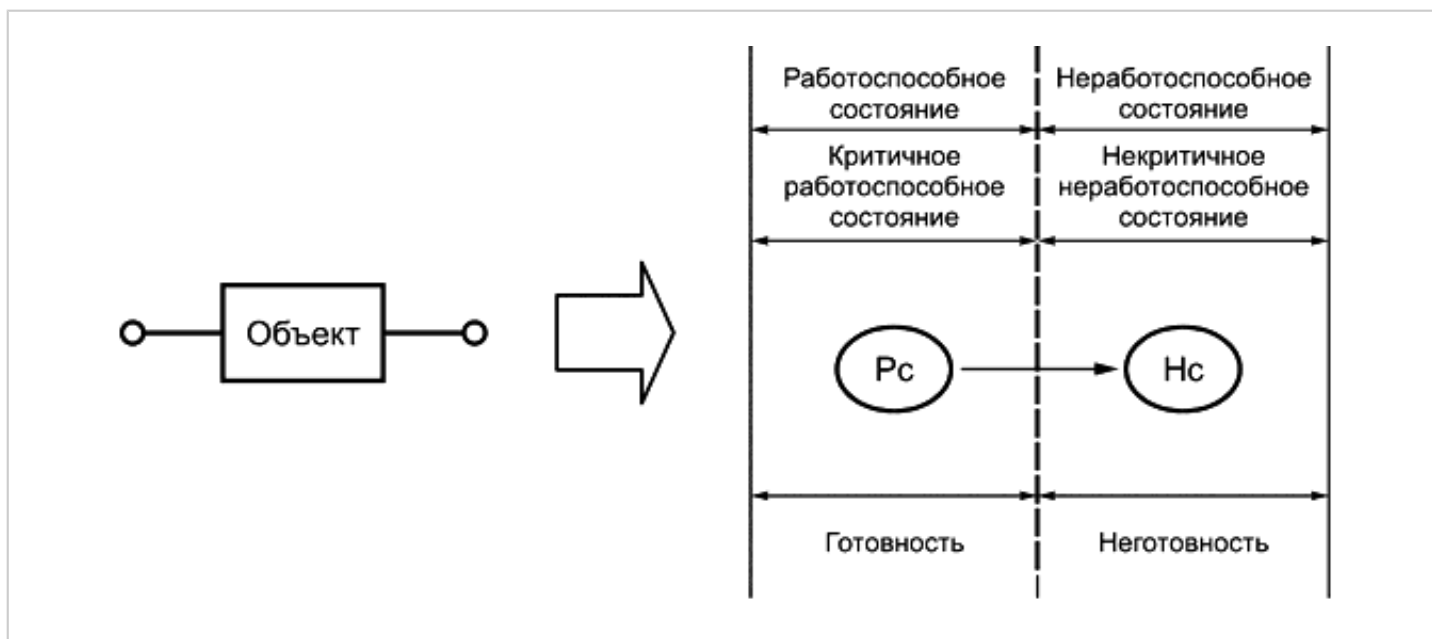 Работоспособное
состояние
Неработоспособное
состояние
Критичное
работоспособное
состояние
Некритичное
неработоспособное
состояние
Объект
Рс
Нс
Готовность
Неготовность